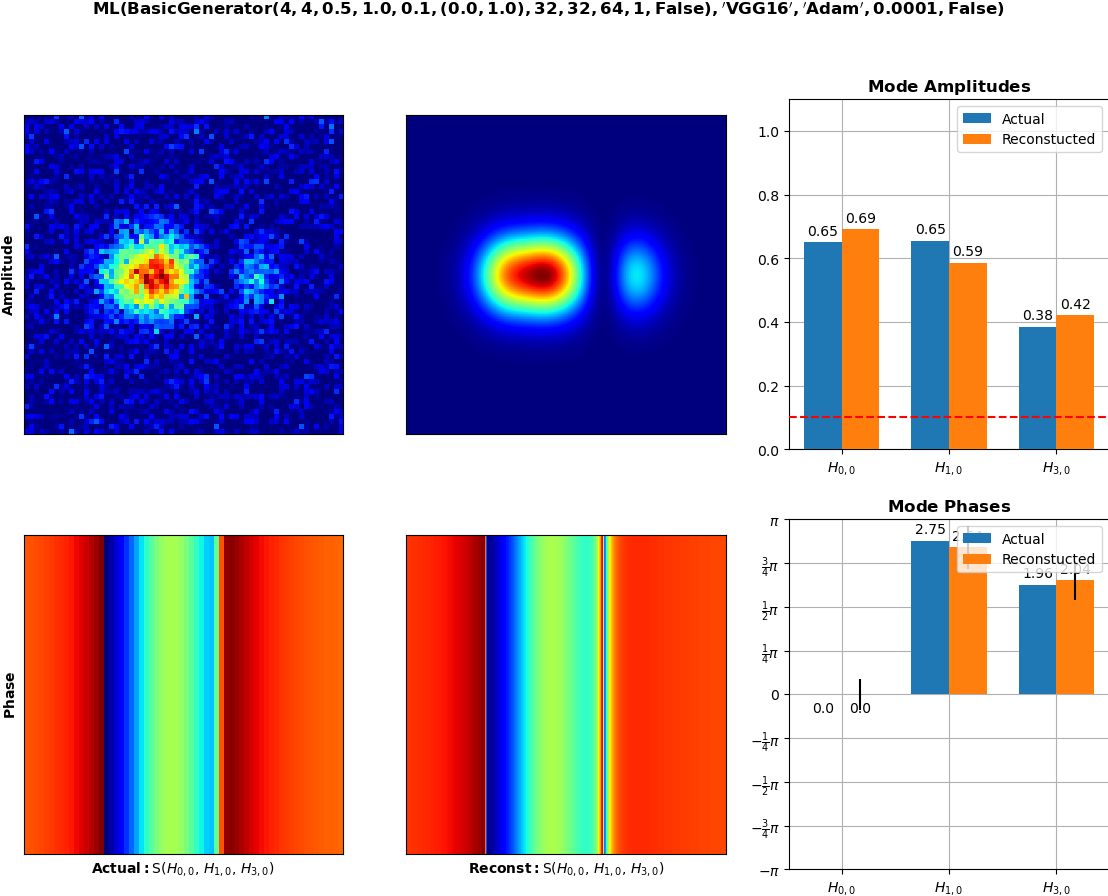 ML(BasicGenerator(4, 4, 0.5, 1.0, 0.1, (0.0, 1.0), 32, 32, 64, 1, False), ′VGG16′, ′Adam′, 0.0001, False)
Amplitude
Mode Amplitudes
Actual
Reconstucted
1.0
0.8
0.6
0.4
0.2
0.0
0.65
0.69
0.65
0.59
0.38
0.42
H0,0
H1,0
H3,0
Phase
Actual: S(H0,0, H1,0, H3,0)
Reconst: S(H0,0, H1,0, H3,0)
Mode Phases
Actual
Reconstucted
π
3/4π
1/2π
1/4π
0
−1/4π
−1/2π
−3/4π
−π
0.0
0.0
2.75
1.96
2.04
H0,0
H1,0
H3,0